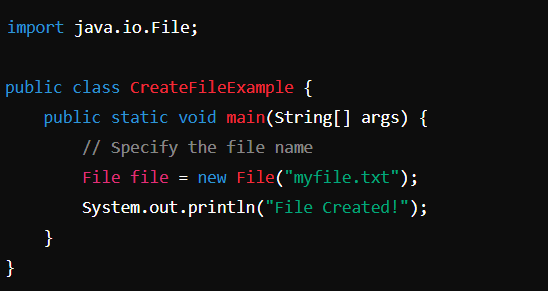 import java.io.File;
public class CreateFileExample {
public static void main(String[] args) {
// Specify the file name
File file = new File("myfile.txt");
System.out.println("File Created!");
}
}